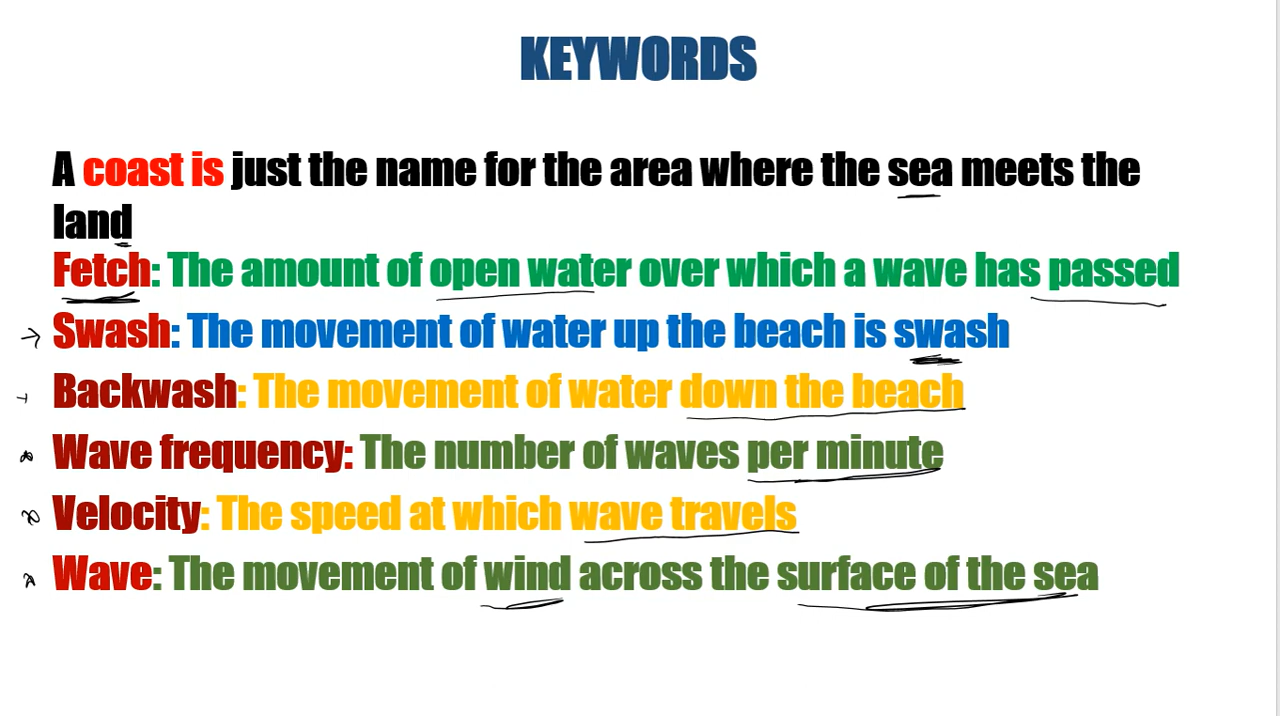 KEYWORDS
A coast is just the name for the area where the sea meets the
land
Fetch: The amount of open water over which a wave has passed
Swash: The movement of water up the beach is swash
Backwash: The movement of water down the beach
Wave frequency: The number of waves per minute
Velocity: The speed at which wave travels
Wave: The movement of wind across the surface of the sea